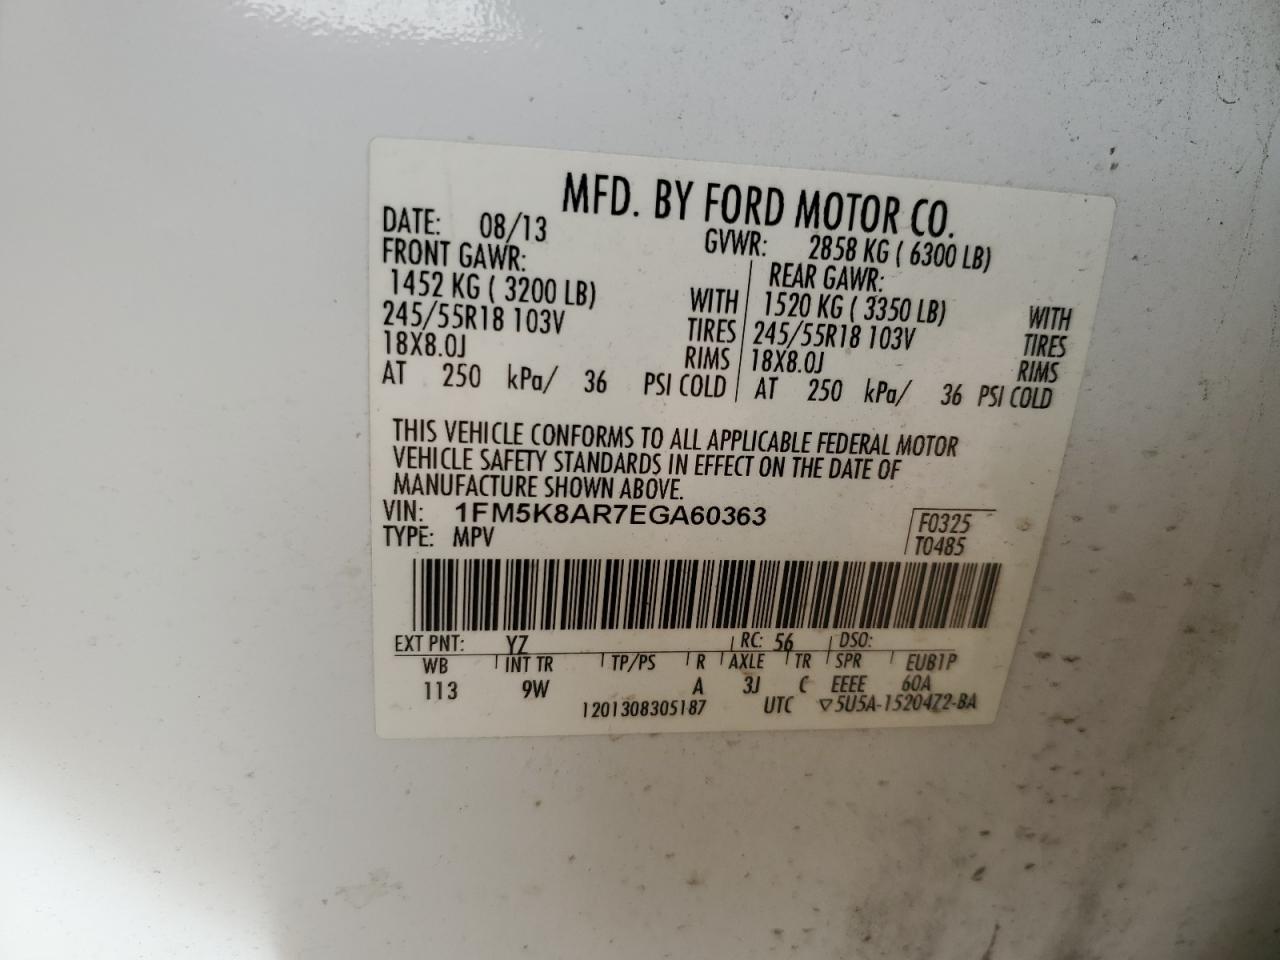 MFD. BY FORD MOTOR CO.
DATE: 08/13 GVWR: 2858 KG ( 6300 LB)
FRONT GAWR: REAR GAWR:
1452 KG ( 3200 LB) WITH 1520 KG ( 3350 LB) WITH
245/55R18 103V TIRES 245/55R18 103V TIRES
18X8.0J RIMS 18X8.0J RIMS
AT 250 kPa/ 36 PSI COLD AT 250 kPa/ 36 PSI COLD
THIS VEHICLE CONFORMS TO ALL APPLICABLE FEDERAL MOTOR
VEHICLE SAFETY STANDARDS IN EFFECT ON THE DATE OF
MANUFACTURE SHOWN ABOVE.
VIN: 1FM5K8AR7EGA60363 F0325
TYPE: MPV T0485
EXT PNT: YZ RC: 56 DSO:
WB INT TR TP/PS R AXLE TR SPR EUB1P
113 9W A 3J C EEEE 60A
1201308305187 UTC ▽5U5A-1520472-BA